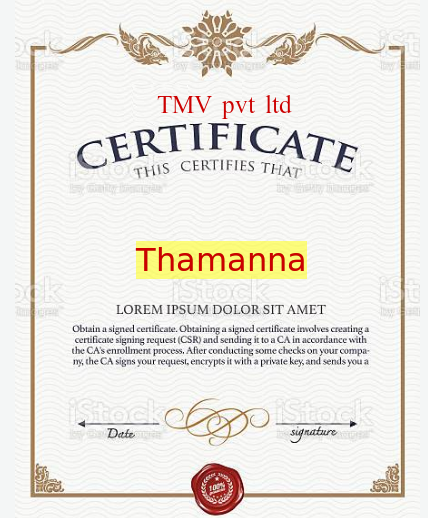 TMV pvt ltd
CERTIFICATE
THIS CERTIFIES THAT
Thamanna
LOREM IPSUM DOLOR SIT AMET
Obtain a signed certificate. Obtaining a signed certificate involves creating a
certificate signing request (CSR) and sending it to a CA in accordance with
the CA's enrollment process. After conducting some checks on your compa-
ny, the CA signs your request, encrypts it with a private key, and sends you a
Date
signature
100%
iStock
by Getty Images